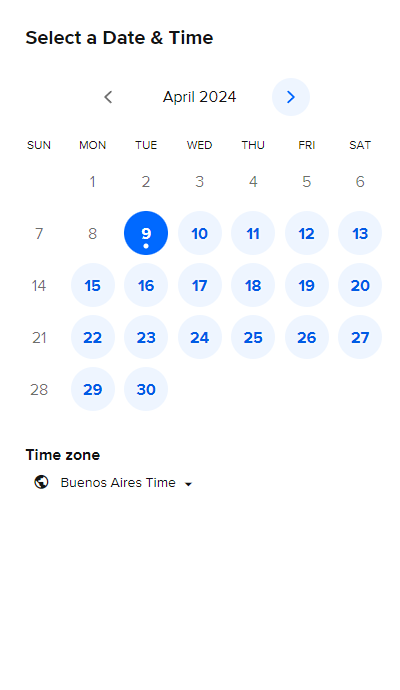 Select a Date & Time
April 2024
SUN MON TUE WED THU FRI SAT
1 2 3 4 5 6
7 8 9 10 11 12 13
14 15 16 17 18 19 20
21 22 23 24 25 26 27
28 29 30
Time zone
Buenos Aires Time